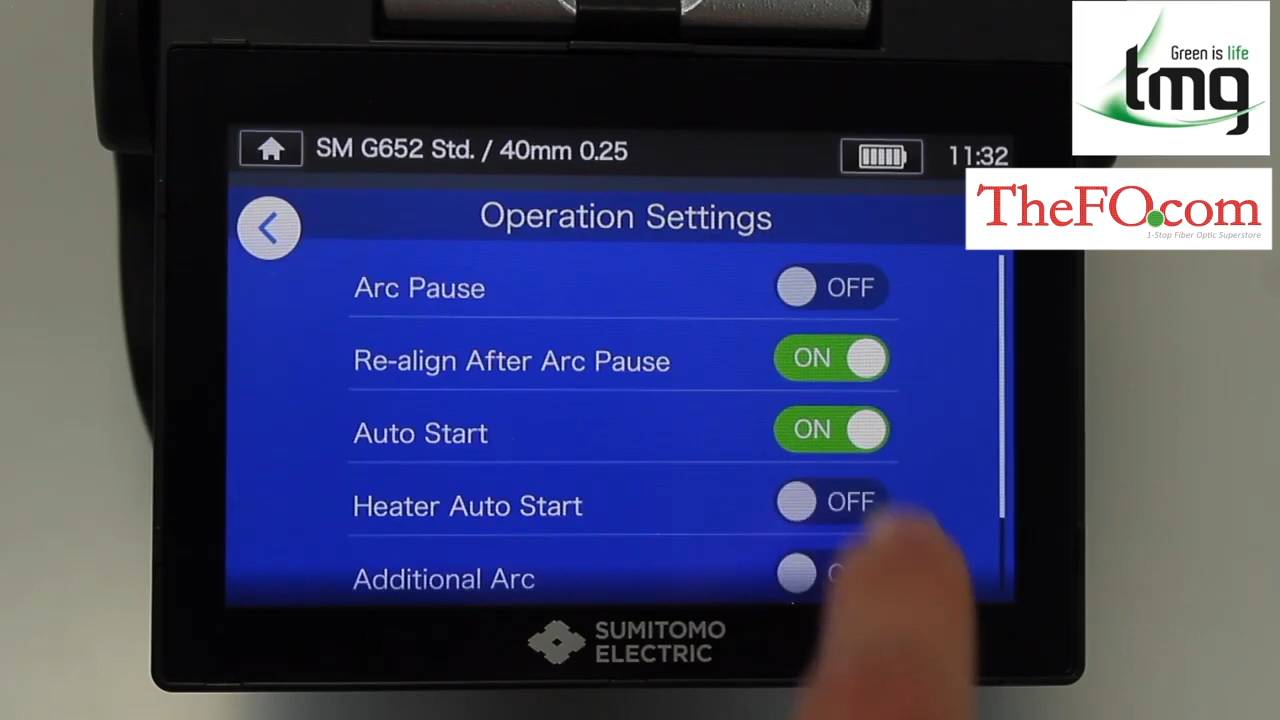 Green is life
tmg
SM G652 Std. / 40mm 0.25
11:32
TheFO.com
1-Stop Fiber Optic Superstore
Operation Settings
Arc Pause
OFF
Re-align After Arc Pause
ON
Auto Start
ON
Heater Auto Start
OFF
Additional Arc
SUMITOMO
ELECTRIC